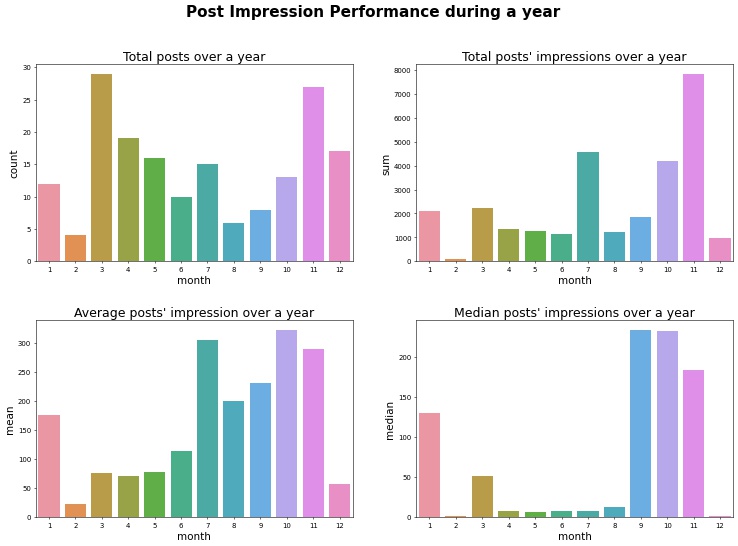 Post Impression Performance during a year
Total posts over a year
count
30
25
20
15
10
5
0
1 2 3 4 5 6 7 8 9 10 11 12
month
Total posts' impressions over a year
sum
8000
7000
6000
5000
4000
3000
2000
1000
0
1 2 3 4 5 6 7 8 9 10 11 12
month
Average posts' impression over a year
mean
300
250
200
150
100
50
0
1 2 3 4 5 6 7 8 9 10 11 12
month
Median posts' impressions over a year
median
200
150
100
50
0
1 2 3 4 5 6 7 8 9 10 11 12
month